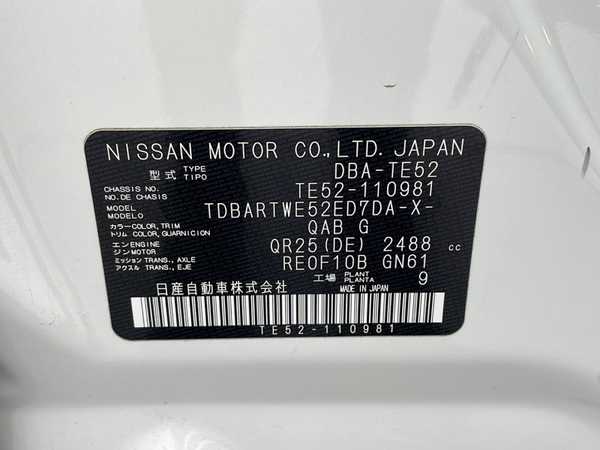 NISSAN MOTOR CO., LTD. JAPAN
型式 TYPE TIPO DBA-TE52
CHASSIS NO. NO. DE CHASIS TE52-110981
MODEL MODELO TDBARTWE52ED7DA-X-
カラー COLOR, TRIM トリム COLOR, GUARNICION QAB G
エンジン ENGINE MOTOR QR25(DE) 2488 cc
ミッション TRANS., AXLE アクスル TRANS., EJE RE0F10B GN61
工場 PLANT PLANTA 9
日産自動車株式会社 MADE IN JAPAN
TE52-110981